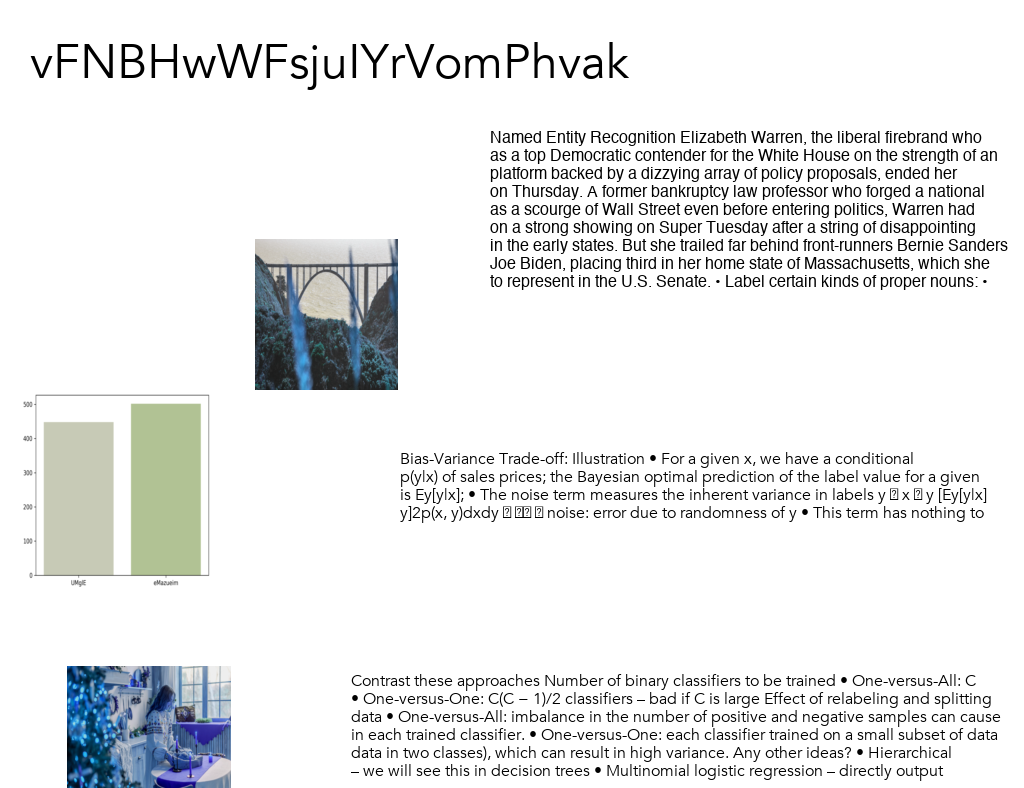 vFNBHwWFsjuIYrVomPhvak
Named Entity Recognition Elizabeth Warren, the liberal firebrand who
as a top Democratic contender for the White House on the strength of an
platform backed by a dizzying array of policy proposals, ended her
on Thursday. A former bankruptcy law professor who forged a national
as a scourge of Wall Street even before entering politics, Warren had
on a strong showing on Super Tuesday after a string of disappointing
in the early states. But she trailed far behind front-runners Bernie Sanders
Joe Biden, placing third in her home state of Massachusetts, which she
to represent in the U.S. Senate. • Label certain kinds of proper nouns: •
500
400
300
200
100
0
UMglE eMazueim
Bias-Variance Trade-off: Illustration • For a given x, we have a conditional
p(y|x) of sales prices; the Bayesian optimal prediction of the label value for a given
is Ey[y|x]; • The noise term measures the inherent variance in labels y � x � y [Ey[y|x]
y]2p(x, y)dxdy � �� � noise: error due to randomness of y • This term has nothing to
Contrast these approaches Number of binary classifiers to be trained • One-versus-All: C
• One-versus-One: C(C − 1)/2 classifiers – bad if C is large Effect of relabeling and splitting
data • One-versus-All: imbalance in the number of positive and negative samples can cause
in each trained classifier. • One-versus-One: each classifier trained on a small subset of data
data in two classes), which can result in high variance. Any other ideas? • Hierarchical
– we will see this in decision trees • Multinomial logistic regression – directly output